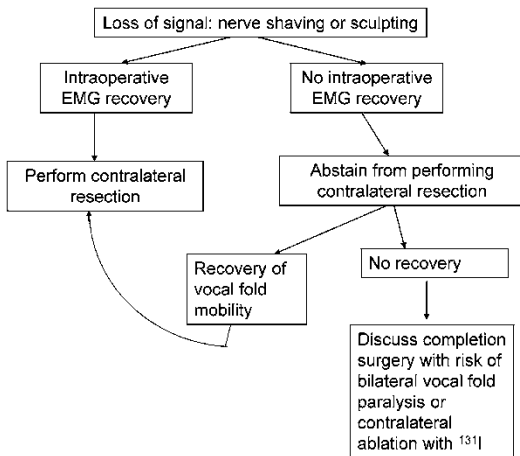 Loss of signal: nerve shaving or sculpting
Intraoperative
EMG recovery
No intraoperative
EMG recovery
Perform contralateral
resection
Abstain from performing
contralateral resection
Recovery of
vocal fold
mobility
No recovery
Discuss completion
surgery with risk of
bilateral vocal fold
paralysis or
contralateral
ablation with ¹³¹I